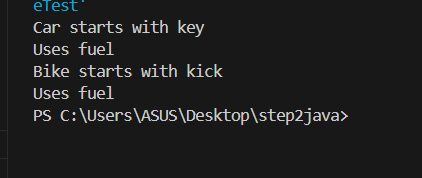 eTest'
Car starts with key
Uses fuel
Bike starts with kick
Uses fuel
PS C:\Users\ASUS\Desktop\step2java>